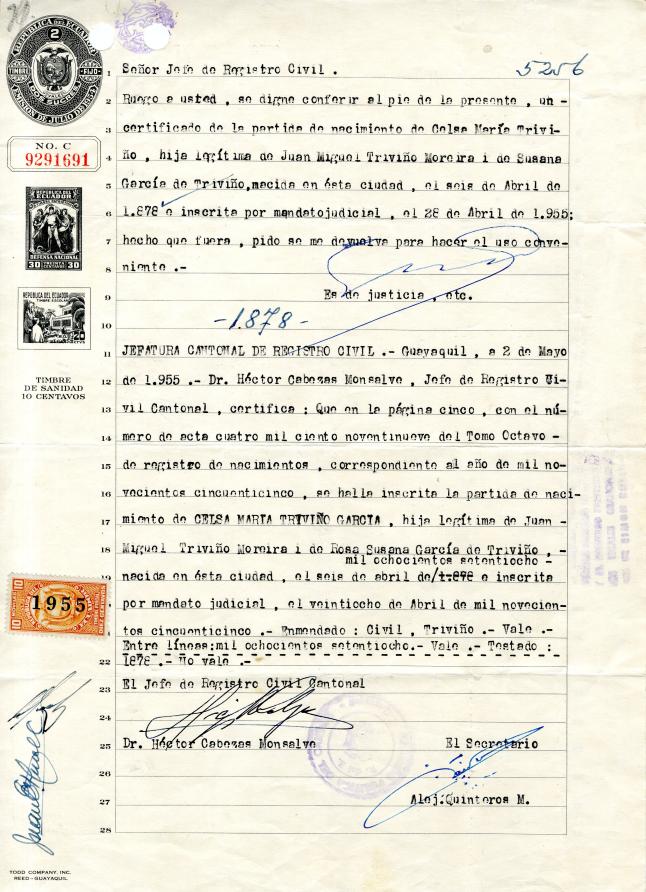 REPUBLICA DEL ECUADOR
2
TIMBRE FIJO
DOS SUCRES
NO. C
9291691
REPUBLICA DEL ECUADOR
DEFENSA NACIONAL
30 CENTAVOS 30
REPUBLICA DEL ECUADOR
TIMBRE ESCOLAR
20
TIMBRE
DE SANIDAD
10 CENTAVOS
5256
1 Señor Jefe de Registro Civil .
2 Ruego a usted , se digne conferir al pie de la presente , un -
3 certificado de la partida de nacimiento de Celsa María Trivi-
4 ño , hija legítima de Juan Miguel Triviño Moreira i de Susana
5 García de Triviño,nacida en ésta ciudad , el seis de Abril de
6 1.878 e inscrita por mandatojudicial , el 28 de Abril de 1.955;
7 hecho que fuera , pido se me devuelva para hacer el uso conve-
8 niente .-
9 Es de justicia , etc.
10 -1.878-
11 JEFATURA CANTONAL DE REGISTRO CIVIL .- Guayaquil , a 2 de Mayo
12 de 1.955 .- Dr. Héctor Cabezas Monsalve , Jefe de Registro Ci-
13 vil Cantonal , certifica : Que en la página cinco , con el nú-
14 mero de acta cuatro mil ciento noventinueve del Tomo Octavo -
15 de registro de nacimientos , correspondiente al año de mil no-
16 vecientos cincuenticinco , se halla inscrita la partida de naci-
17 miento de CELSA MARIA TRIVIÑO GARCIA , hija legítima de Juan -
18 Miguel Triviño Moreira i de Rosa Susana García de Triviño , -
mil ochocientos setentiocho -
19 nacida en ésta ciudad , el seis de abril de/1.878 e inscrita
por mandato judicial , el veintiocho de Abril de mil novecien-
tos cincuenticinco .- Enmendado : Civil , Triviño .- Vale .-
Entre líneas:mil ochocientos setentiocho.- Vale .- Testado :
22 1878 .- No vale .-
23 El Jefe de Registro Civil Cantonal
24
25 Dr. Héctor Cabezas Monsalve El Secretario
26
27 Alej.Quinteros M.
28
10 10
1955
TODD COMPANY, INC.
REED - GUAYAQUIL